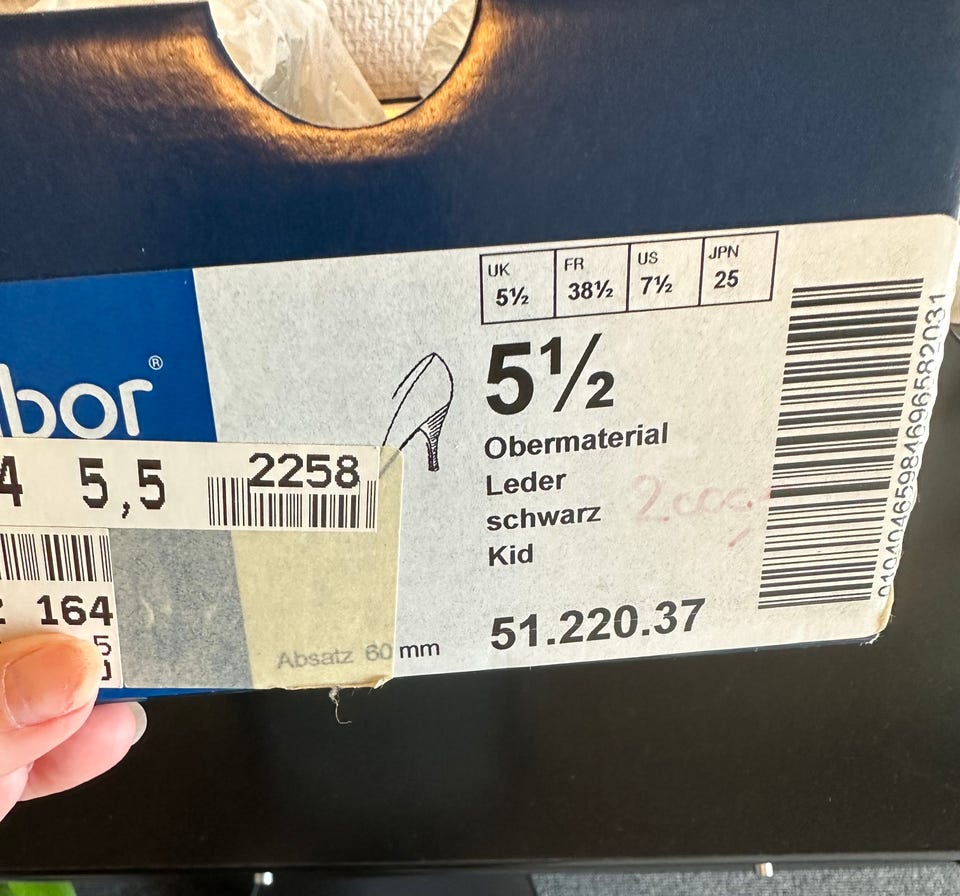 UK FR US JPN
5½ 38½ 7½ 25
5½
bor®
Obermaterial
Leder
schwarz
Kid
4 5,5 2258
164
5
Absatz 60 mm
51.220.37